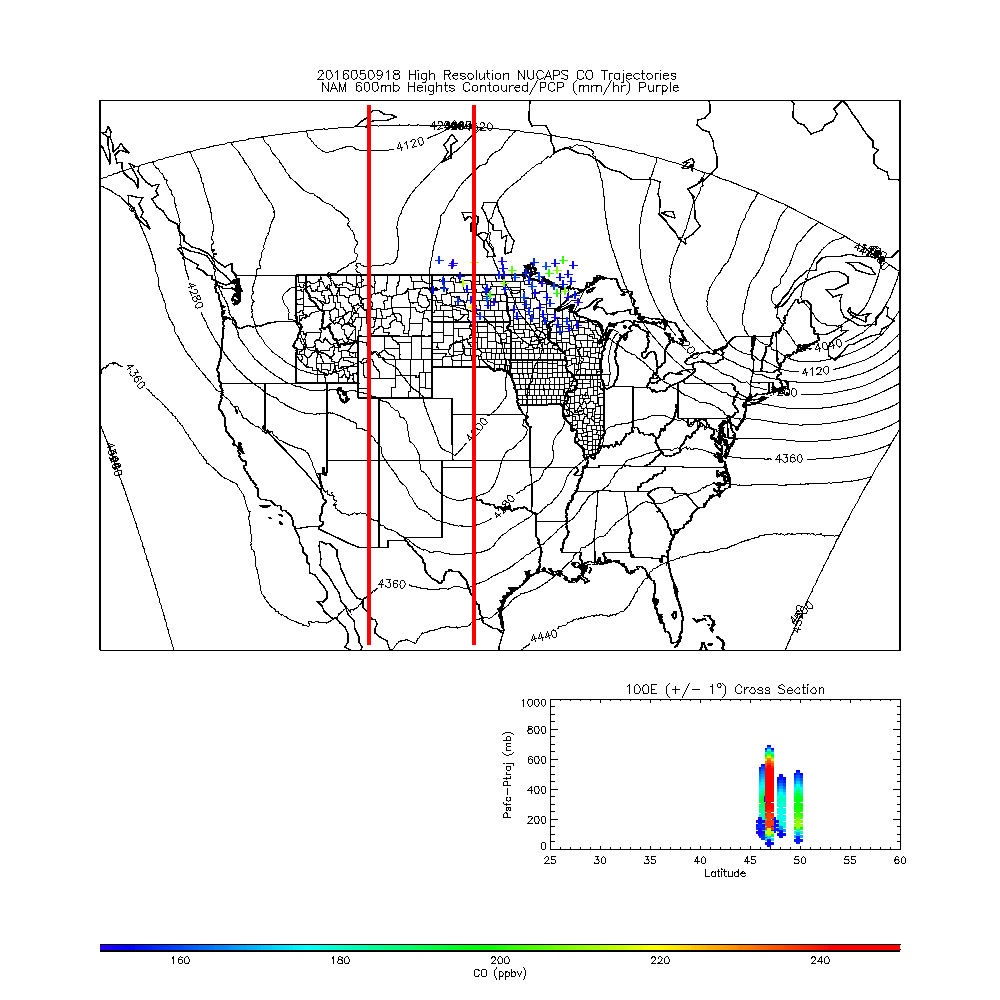 2016050918 High Resolution NUCAPS CO Trajectories
NAM 600mb Heights Contoured/PCP (mm/hr) Purple
4120
4280
4360
4040
4120
4200
4360
4200
4280
4360
4440
100E (+/- 1°) Cross Section
Psfc-Ptraj (mb)
1000
800
600
400
200
0
25 30 35 40 45 50 55 60
Latitude
160 180 200 220 240
CO (ppbv)